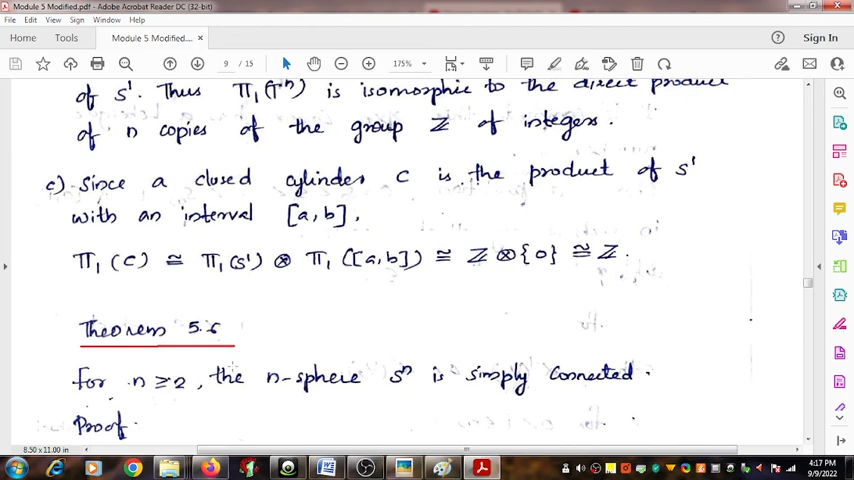 Module 5 Modified.pdf - Adobe Acrobat Reader DC (32-bit)
File Edit View Sign Window Help
Home Tools Module 5 Modified.... × Sign In
9 / 15 175%
of S¹. Thus Π₁(Tⁿ) is isomorphic to the direct product
of n copies of the group ℤ of integers.
c) Since a closed cylinder C is the product of S¹
with an interval [a, b],
Π₁(C) ≅ Π₁(S¹) ⊗ Π₁([a,b]) ≅ ℤ ⊗ {0} ≅ ℤ.
Theorem 5.6
For n ≥ 2, the n-sphere Sⁿ is simply connected.
Proof.
8.50 x 11.00 in
4:17 PM
9/9/2022